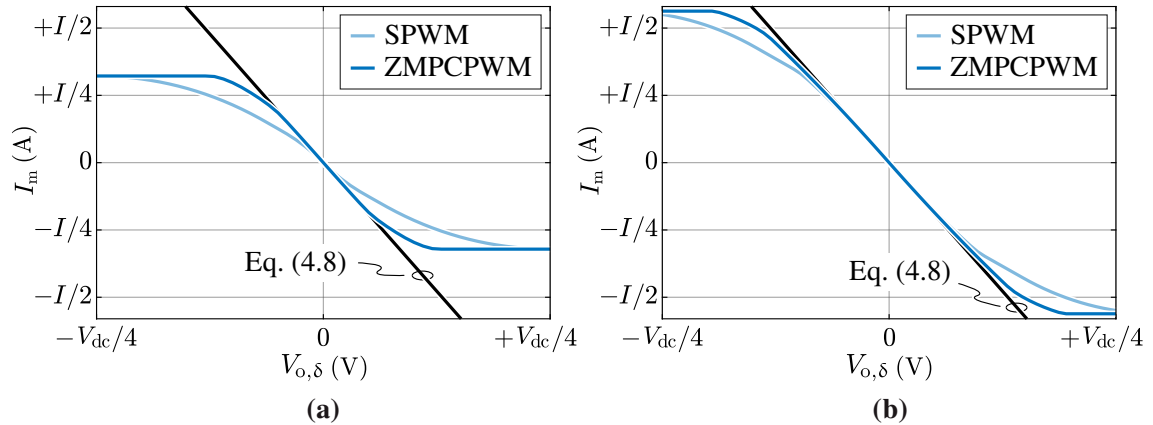 +I/2
+I/4
0
−I/4
−I/2
I_m (A)
SPWM
ZMPCPWM
Eq. (4.8)
−V_dc/4
0
+V_dc/4
V_o,δ (V)
(a)
+I/2
+I/4
0
−I/4
−I/2
I_m (A)
SPWM
ZMPCPWM
Eq. (4.8)
−V_dc/4
0
+V_dc/4
V_o,δ (V)
(b)